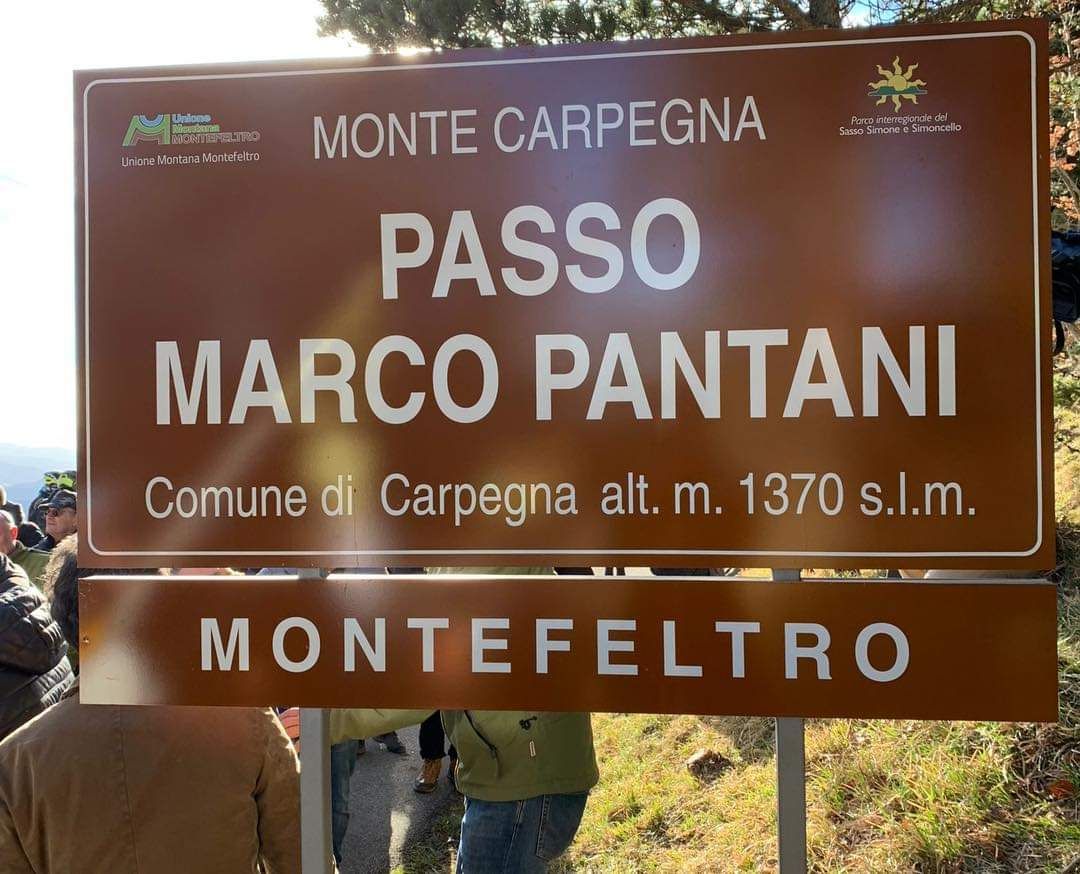 Unione
Montana
MONTEFELTRO
Unione Montana Montefeltro
MONTE CARPEGNA
Parco interregionale del
Sasso Simone e Simoncello
PASSO
MARCO PANTANI
Comune di Carpegna alt. m. 1370 s.l.m.
MONTEFELTRO